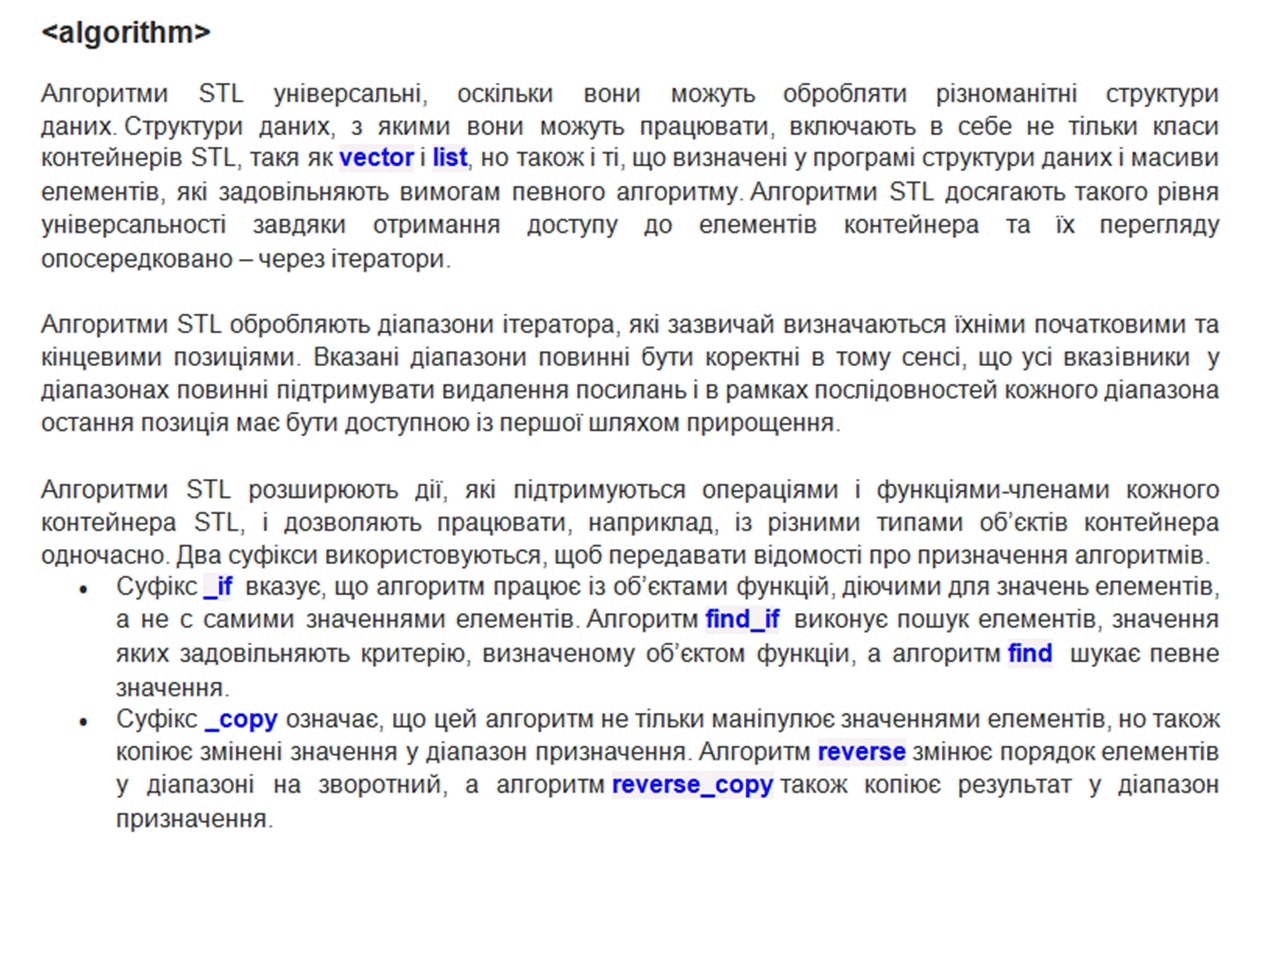 <algorithm>
Алгоритми STL універсальні, оскільки вони можуть обробляти різноманітні структури
даних. Структури даних, з якими вони можуть працювати, включають в себе не тільки класи
контейнерів STL, такя як vector і list, но також і ті, що визначені у програмі структури даних і масиви
елементів, які задовільняють вимогам певного алгоритму. Алгоритми STL досягають такого рівня
універсальності завдяки отримання доступу до елементів контейнера та їх перегляду
опосередковано – через ітератори.
Алгоритми STL обробляють діапазони ітератора, які зазвичай визначаються їхніми початковими та
кінцевими позиціями. Вказані діапазони повинні бути коректні в тому сенсі, що усі вказівники у
діапазонах повинні підтримувати видалення посилань і в рамках послідовностей кожного діапазона
остання позиція має бути доступною із першої шляхом прирощення.
Алгоритми STL розширюють дії, які підтримуються операціями і функціями-членами кожного
контейнера STL, і дозволяють працювати, наприклад, із різними типами об’єктів контейнера
одночасно. Два суфікси використовуються, щоб передавати відомості про призначення алгоритмів.
• Суфікс _if вказує, що алгоритм працює із об’єктами функцій, діючими для значень елементів,
а не с самими значеннями елементів. Алгоритм find_if виконує пошук елементів, значення
яких задовільняють критерію, визначеному об’єктом функціи, а алгоритм find шукає певне
значення.
• Суфікс _copy означає, що цей алгоритм не тільки маніпулює значеннями елементів, но також
копіює змінені значення у діапазон призначення. Алгоритм reverse змінює порядок елементів
у діапазоні на зворотний, а алгоритм reverse_copy також копіює результат у діапазон
призначення.